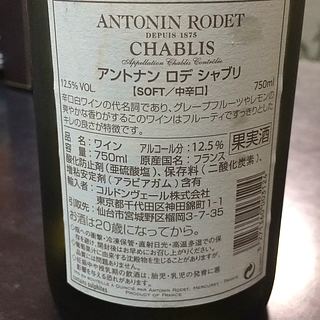 ANTONIN RODET
DEPUIS 1875
CHABLIS
Appellation Chablis Contrôlée
アントナン ロデ シャブリ
12.5% VOL.
【SOFT／中辛口】
750ml
辛口白ワインの代名詞であり、グレープフルーツやレモンの
爽やかな香りがするこのワインはフルーティですっきりとした
キレの良さが特徴です。
品名：ワイン アルコール分：12.5%
果実酒
容量：750ml 原産国名：フランス
酸化防止剤（亜硫酸塩）、保存料（二酸化炭素）、
増粘安定剤（アラビアガム）含有
輸入者：コルドンヴェール株式会社
東京都千代田区神田錦町1-1
引取先：
仙台市宮城野区榴岡3-7-35
お酒は20歳になってから。
PRODUCT OF FRANCE